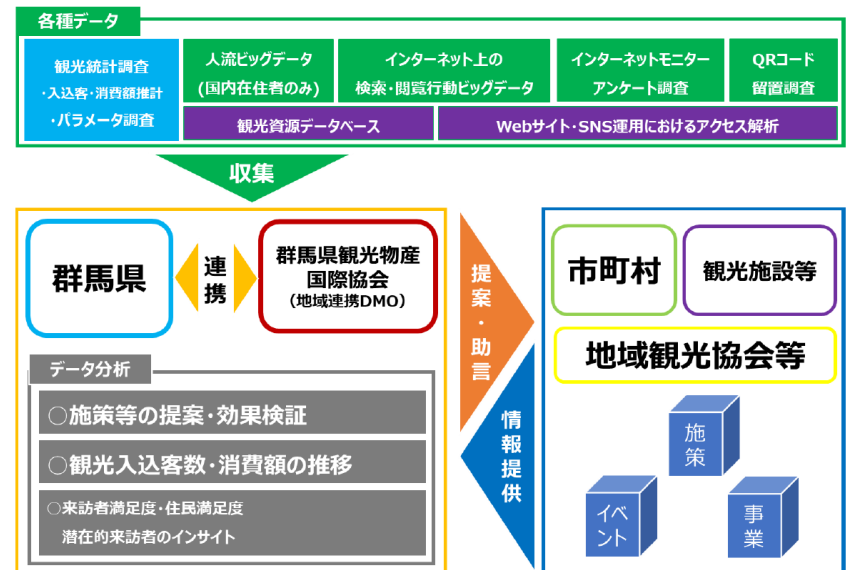 各種データ
観光統計調査
・入込客・消費額推計
・パラメータ調査
人流ビッグデータ
(国内在住者のみ)
インターネット上の
検索・閲覧行動ビッグデータ
インターネットモニター
アンケート調査
QRコード
留置調査
観光資源データベース
Webサイト・SNS運用におけるアクセス解析
収集
群馬県
連携
群馬県観光物産
国際協会
(地域連携DMO)
データ分析
○施策等の提案・効果検証
○観光入込客数・消費額の推移
○来訪者満足度・住民満足度
潜在的来訪者のインサイト
提案・助言
情報提供
市町村
観光施設等
地域観光協会等
施策
イベント
事業